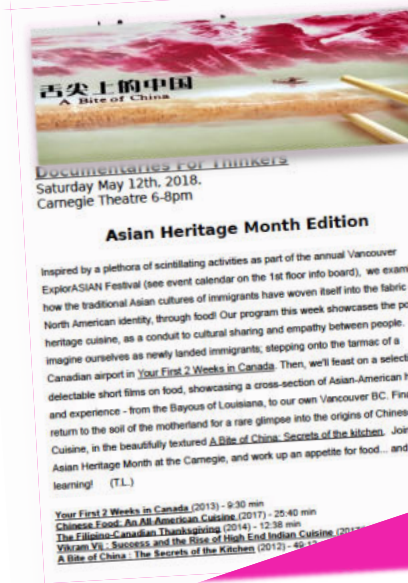 舌尖上的中国
A Bite of China
Documentaries For Thinkers
Saturday May 12th, 2018.
Carnegie Theatre 6-8pm
Asian Heritage Month Edition
Inspired by a plethora of scintillating activities as part of the annual Vancouver
ExplorASIAN Festival (see event calendar on the 1st floor info board), we exam
how the traditional Asian cultures of immigrants have woven itself into the fabric
North American identity, through food! Our program this week showcases the po
heritage cuisine, as a conduit to cultural sharing and empathy between people.
imagine ourselves as newly landed immigrants; stepping onto the tarmac of a
Canadian airport in Your First 2 Weeks in Canada. Then, we'll feast on a selecti
delectable short films on food, showcasing a cross-section of Asian-American h
and experience - from the Bayous of Louisiana, to our own Vancouver BC. Fina
return to the soil of the motherland for a rare glimpse into the origins of Chinese
Cuisine, in the beautifully textured A Bite of China: Secrets of the kitchen. Join
Asian Heritage Month at the Carnegie, and work up an appetite for food... and
learning! (T.L.)
Your First 2 Weeks in Canada (2013) - 9:30 min
Chinese Food: An All-American Cuisine (2017) - 25:40 min
The Filipino-Canadian Thanksgiving (2014) - 12:38 min
Vikram Vij : Success and the Rise of High End Indian Cuisine
A Bite of China : The Secrets of the Kitchen (2012) -